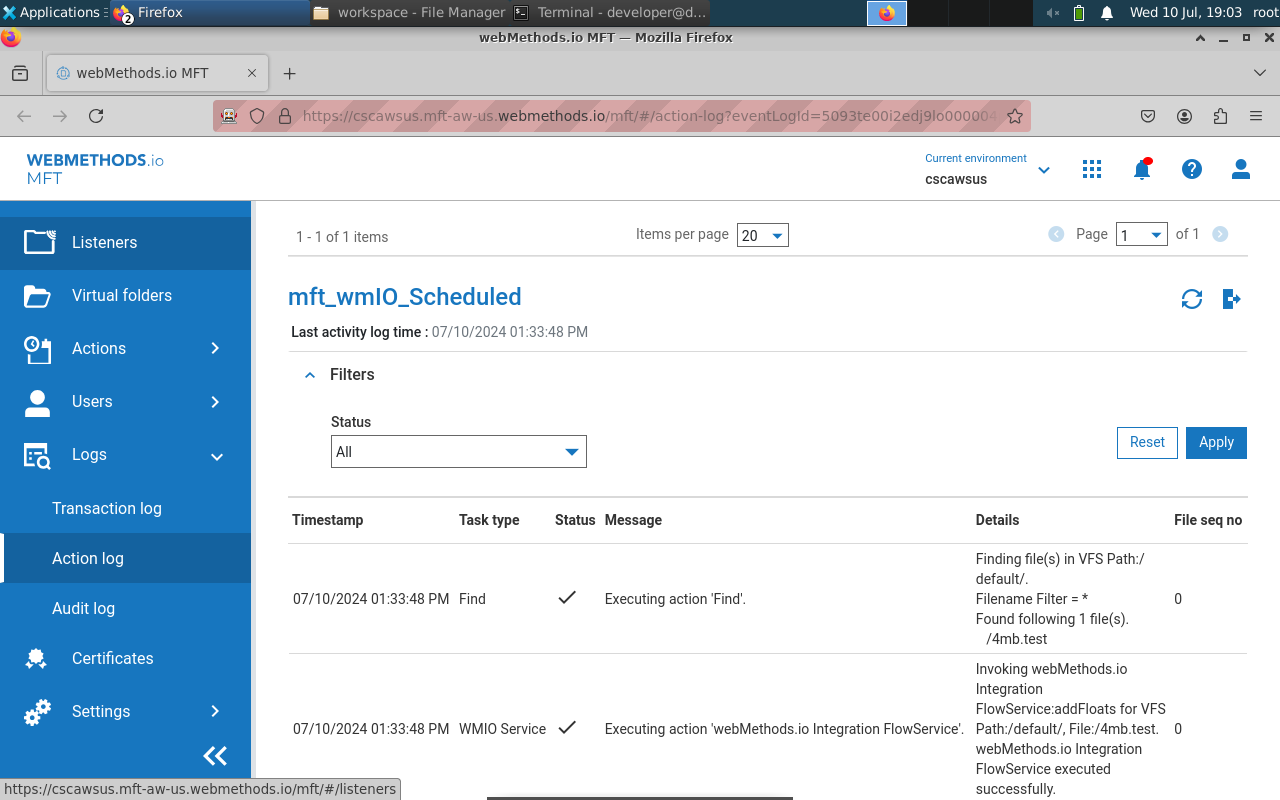 Applications
2
Firefox
workspace - File Manager
Terminal - developer@d...
Wed 10 Jul, 19:03
root
webMethods.io MFT — Mozilla Firefox
webMethods.io MFT
https://cscawsus.mft-aw-us.webmethods.io/mft/#/action-log?eventLogId=5093te00i2edj9lo000004
WEBMETHODS.io
MFT
Current environment
cscawsus
Listeners
Virtual folders
Actions
Users
Logs
Transaction log
Action log
Audit log
Certificates
Settings
https://cscawsus.mft-aw-us.webmethods.io/mft/#/listeners
1 - 1 of 1 items
Items per page 20
Page 1 of 1
mft_wmIO_Scheduled
Last activity log time : 07/10/2024 01:33:48 PM
Filters
Status
All
Reset
Apply
Timestamp Task type Status Message Details File seq no
07/10/2024 01:33:48 PM Find Executing action 'Find'.
Finding file(s) in VFS Path:/
default/.
Filename Filter = *
Found following 1 file(s).
/4mb.test
0
07/10/2024 01:33:48 PM WMIO Service Executing action 'webMethods.io Integration FlowService'.
Invoking webMethods.io
Integration
FlowService:addFloats for VFS
Path:/default/, File:/4mb.test.
webMethods.io Integration
FlowService executed
successfully.
0